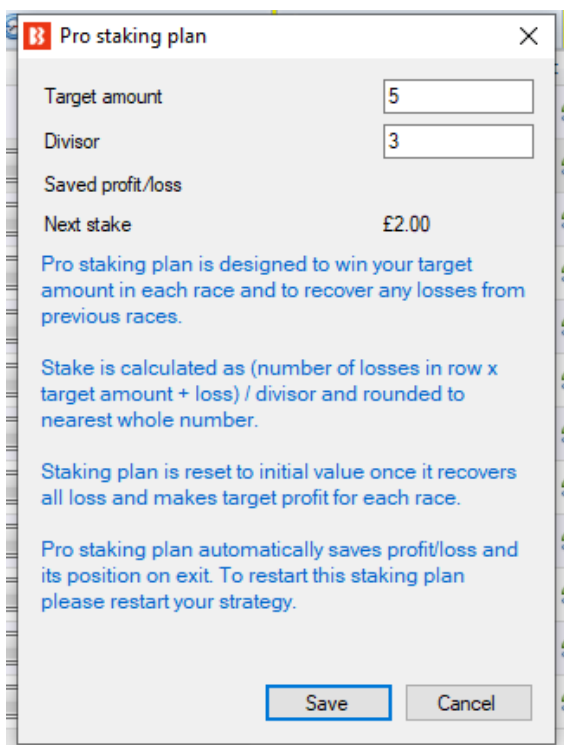 Pro staking plan
Target amount 5
Divisor 3
Saved profit/loss
Next stake £2.00
Pro staking plan is designed to win your target
amount in each race and to recover any losses from
previous races.
Stake is calculated as (number of losses in row x
target amount + loss) / divisor and rounded to
nearest whole number.
Staking plan is reset to initial value once it recovers
all loss and makes target profit for each race.
Pro staking plan automatically saves profit/loss and
its position on exit. To restart this staking plan
please restart your strategy.
Save Cancel